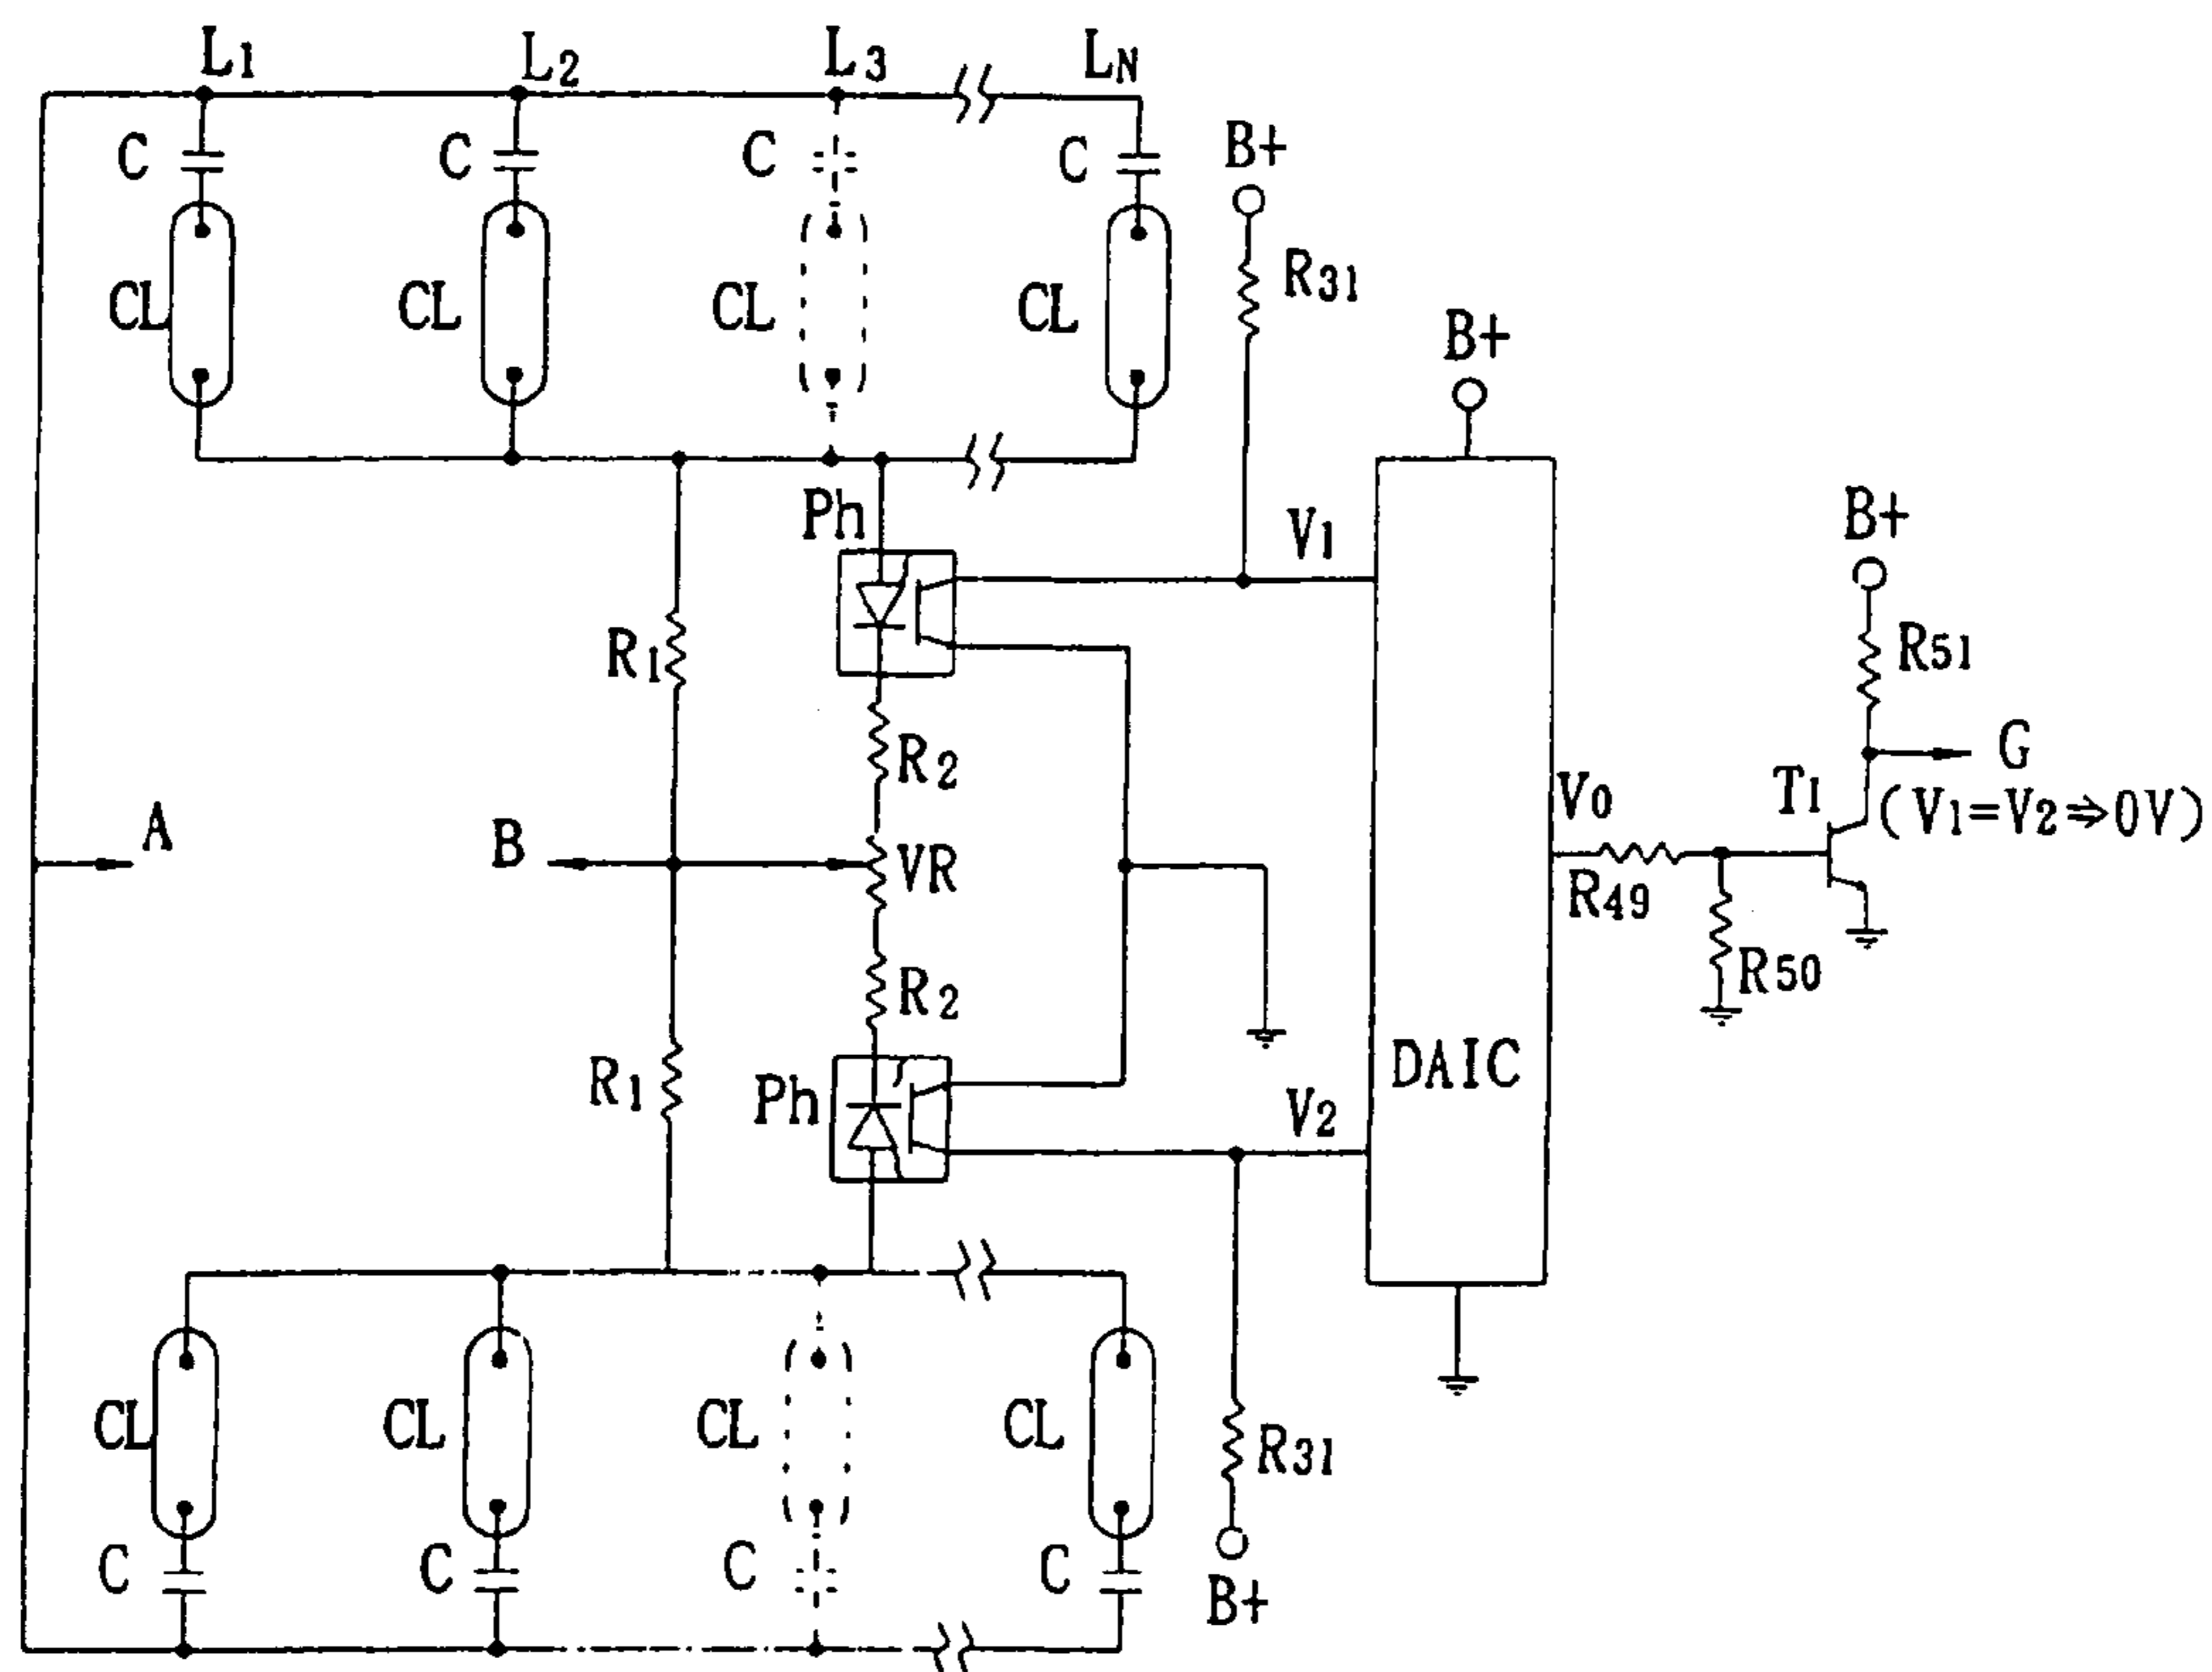 L1 L2 L3 LN
C C C C B+
R31
CL CL CL CL
B+
Ph V1 B+
R1 R51
R2
G
A B VR V0 T1 (V1=V2⇒0V)
R49
R2 R50
R1 Ph V2 DAIC
CL CL CL CL
R31
C C C C
B+